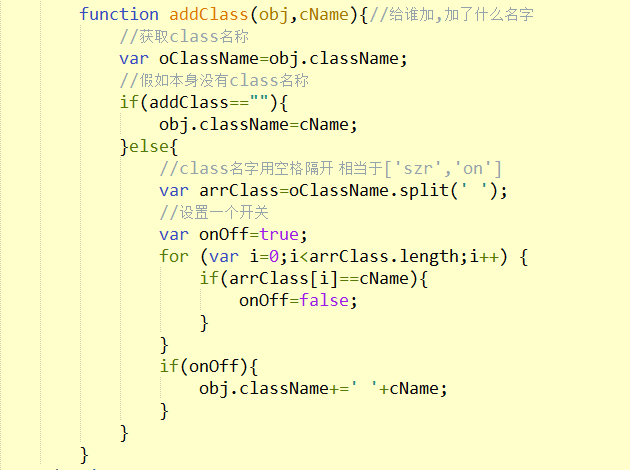 function addClass(obj,cName){//给谁加,加了什么名字
//获取class名称
var oClassName=obj.className;
//假如本身没有class名称
if(addClass==""){
obj.className=cName;
}else{
//class名字用空格隔开 相当于['szr','on']
var arrClass=oClassName.split(' ');
//设置一个开关
var onOff=true;
for (var i=0;i<arrClass.length;i++) {
if(arrClass[i]==cName){
onOff=false;
}
}
if(onOff){
obj.className+=' '+cName;
}
}
}